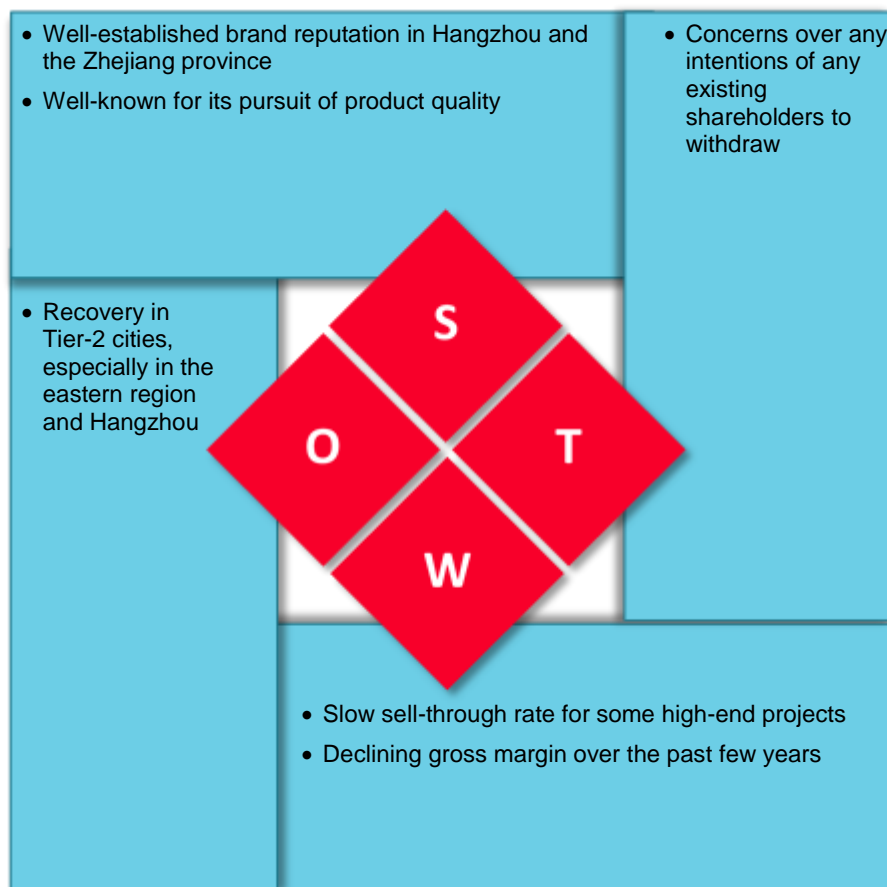 • Well-established brand reputation in Hangzhou and
the Zhejiang province
• Well-known for its pursuit of product quality
• Concerns over any
intentions of any
existing
shareholders to
withdraw
• Recovery in
Tier-2 cities,
especially in the
eastern region
and Hangzhou
S
O
T
W
• Slow sell-through rate for some high-end projects
• Declining gross margin over the past few years